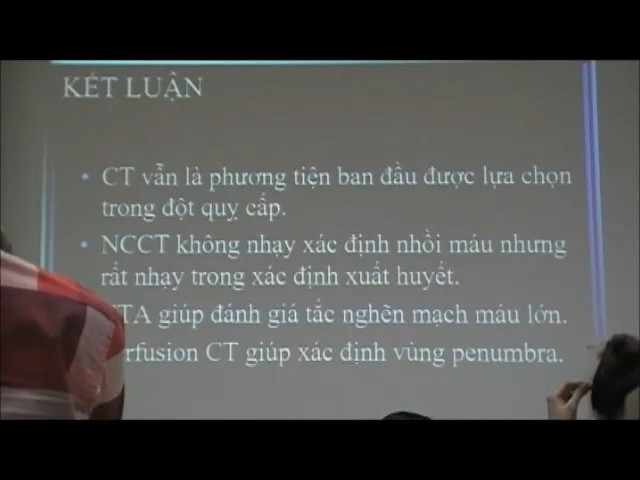 KẾT LUẬN
• CT vẫn là phương tiện ban đầu được lựa chọn
trong đột quỵ cấp.
• NCCT không nhạy xác định nhồi máu nhưng
rất nhạy trong xác định xuất huyết.
TA giúp đánh giá tắc nghẽn mạch máu lớn.
rfusion CT giúp xác định vùng penumbra.